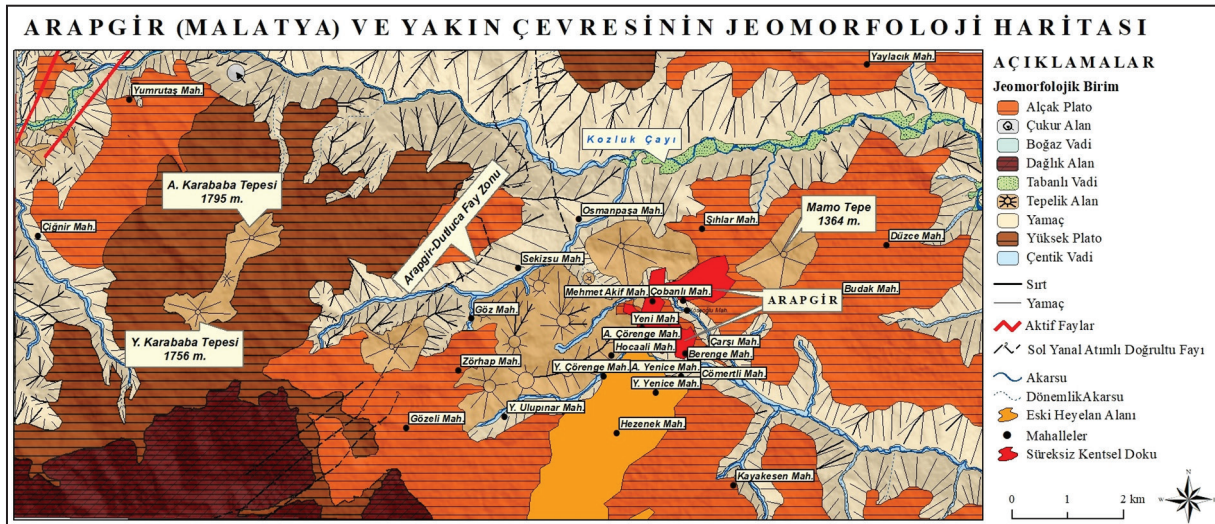 ARAPGİR (MALATYA) VE YAKIN ÇEVRESİNİN JEOMORFOLOJİ HARİTASI
Yaylacık Mah.
Yumrutaş Mah.
Kozluk Çayı
A. Karababa Tepesi
1795 m.
Arapgir-Dutluca Fay Zonu
Mamo Tepe
1364 m.
Osmanpaşa Mah.
Şıhlar Mah.
Çiğnir Mah.
Düzce Mah.
Sekizsu Mah.
Mehmet Akif Mah.
Çobanlı Mah.
Budak Mah.
ARAPGİR
Göz Mah.
Yeni Mah.
A. Çörenge Mah.
Çarşı Mah.
Y. Karababa Tepesi
1756 m.
Hocaali Mah.
Berenge Mah.
Zörhap Mah.
Y. Çörenge Mah.
A. Yenice Mah.
Cömertli Mah.
Y. Yenice Mah.
Gözeli Mah.
Y. Ulupınar Mah.
Hezenek Mah.
Kayakesen Mah.
AÇIKLAMALAR
Jeomorfolojik Birim
Alçak Plato
Çukur Alan
Boğaz Vadi
Dağlık Alan
Tabanlı Vadi
Tepelik Alan
Yamaç
Yüksek Plato
Çentik Vadi
Sırt
Yamaç
Aktif Faylar
Sol Yanal Atımlı Doğrultu Fayı
Akarsu
DönemlikAkarsu
Eski Heyelan Alanı
Mahalleler
Süreksiz Kentsel Doku
0 1 2 km
N
W E
S